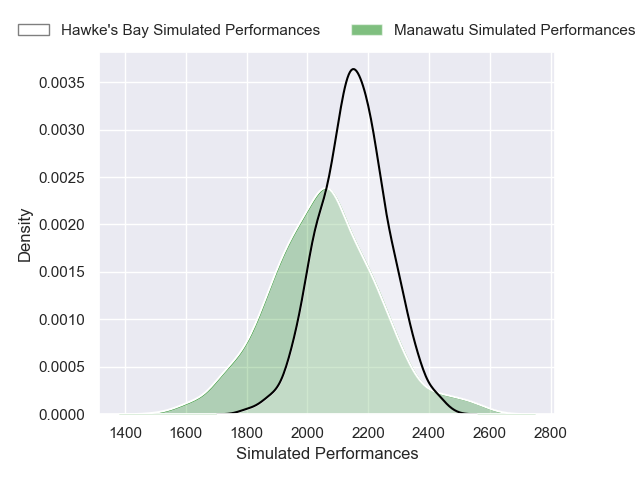 Hawke's Bay Simulated Performances
Manawatu Simulated Performances
0.0035
0.0030
0.0025
0.0020
0.0015
0.0010
0.0005
0.0000
Density
1400 1600 1800 2000 2200 2400 2600 2800
Simulated Performances